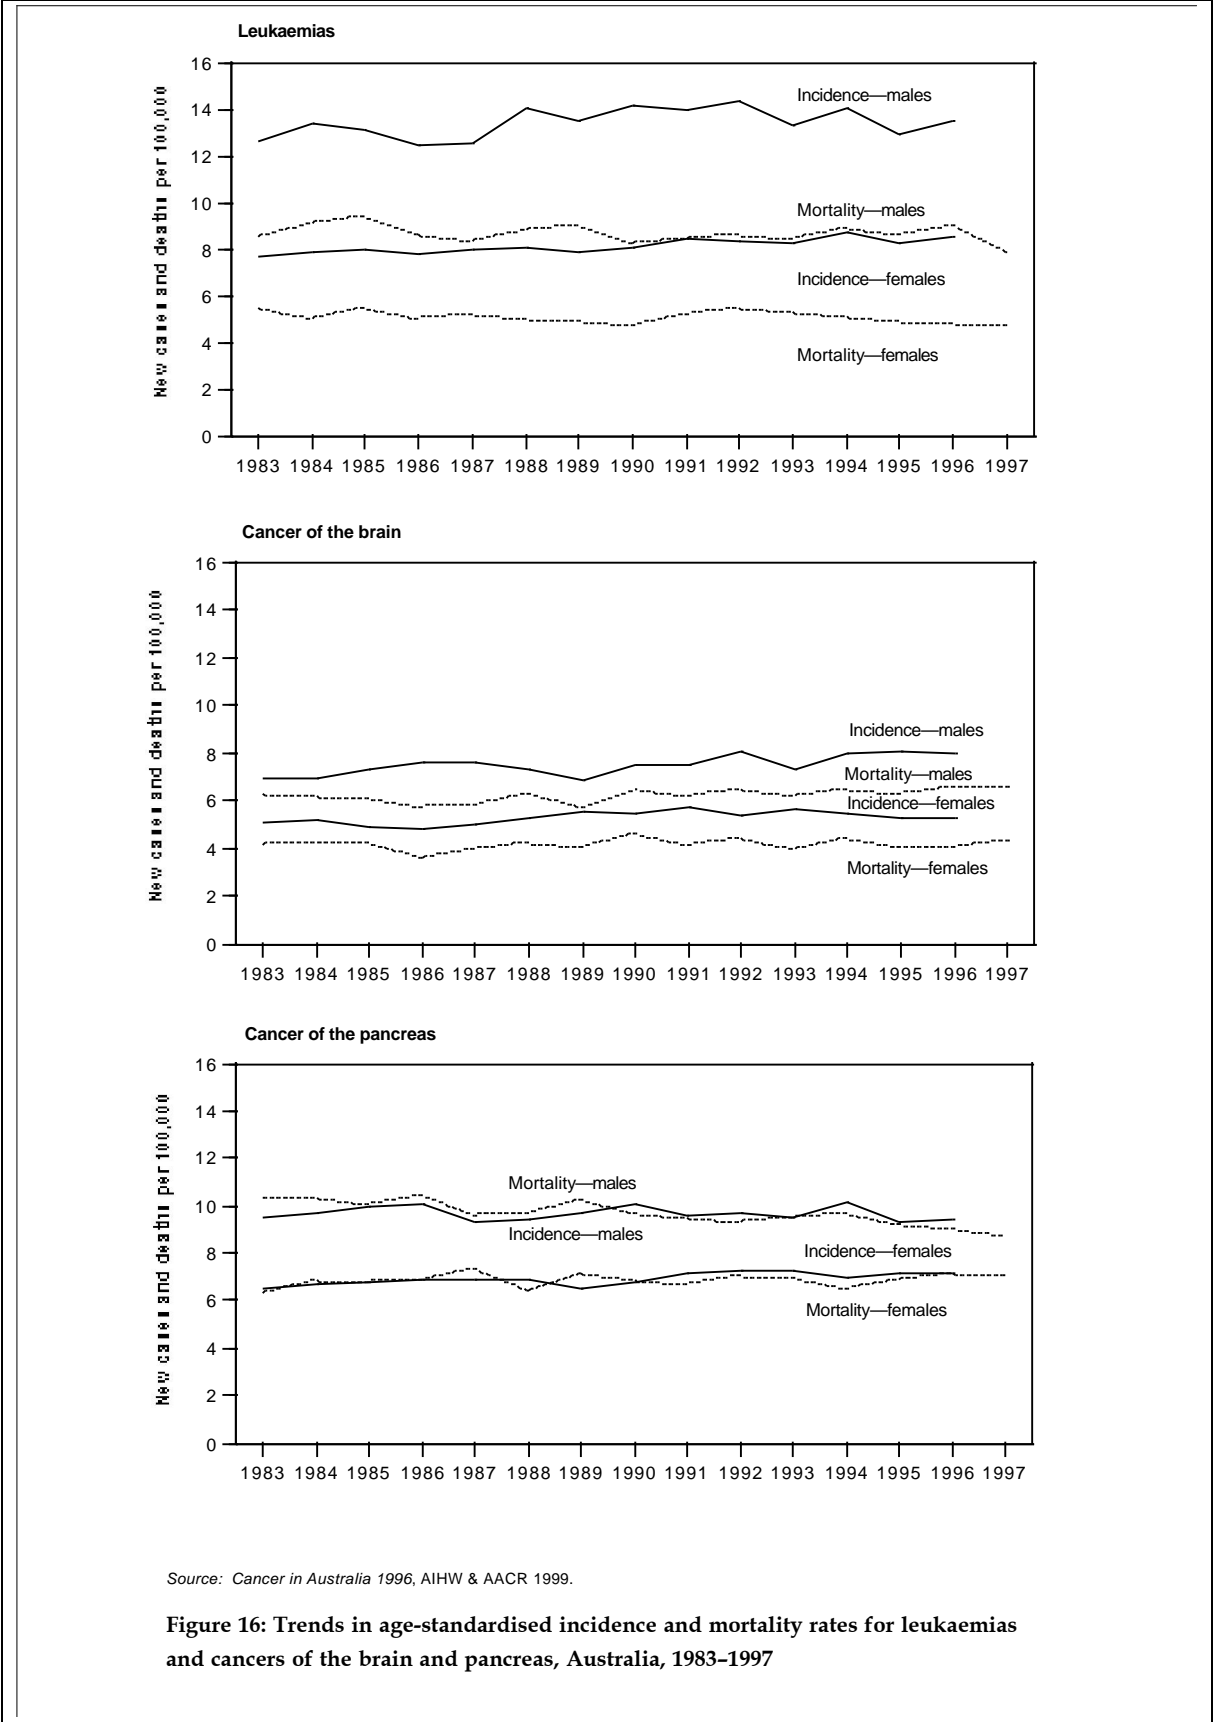 Leukaemias
16
14
12
10
8
6
4
2
0
New cases and deaths per 100,000
Incidence—males
Mortality—males
Incidence—females
Mortality—females
1983 1984 1985 1986 1987 1988 1989 1990 1991 1992 1993 1994 1995 1996 1997
Cancer of the brain
16
14
12
10
8
6
4
2
0
New cases and deaths per 100,000
Incidence—males
Mortality—males
Incidence—females
Mortality—females
1983 1984 1985 1986 1987 1988 1989 1990 1991 1992 1993 1994 1995 1996 1997
Cancer of the pancreas
16
14
12
10
8
6
4
2
0
New cases and deaths per 100,000
Mortality—males
Incidence—males
Incidence—females
Mortality—females
1983 1984 1985 1986 1987 1988 1989 1990 1991 1992 1993 1994 1995 1996 1997
Source: Cancer in Australia 1996, AIHW & AACR 1999.
Figure 16: Trends in age-standardised incidence and mortality rates for leukaemias
and cancers of the brain and pancreas, Australia, 1983–1997